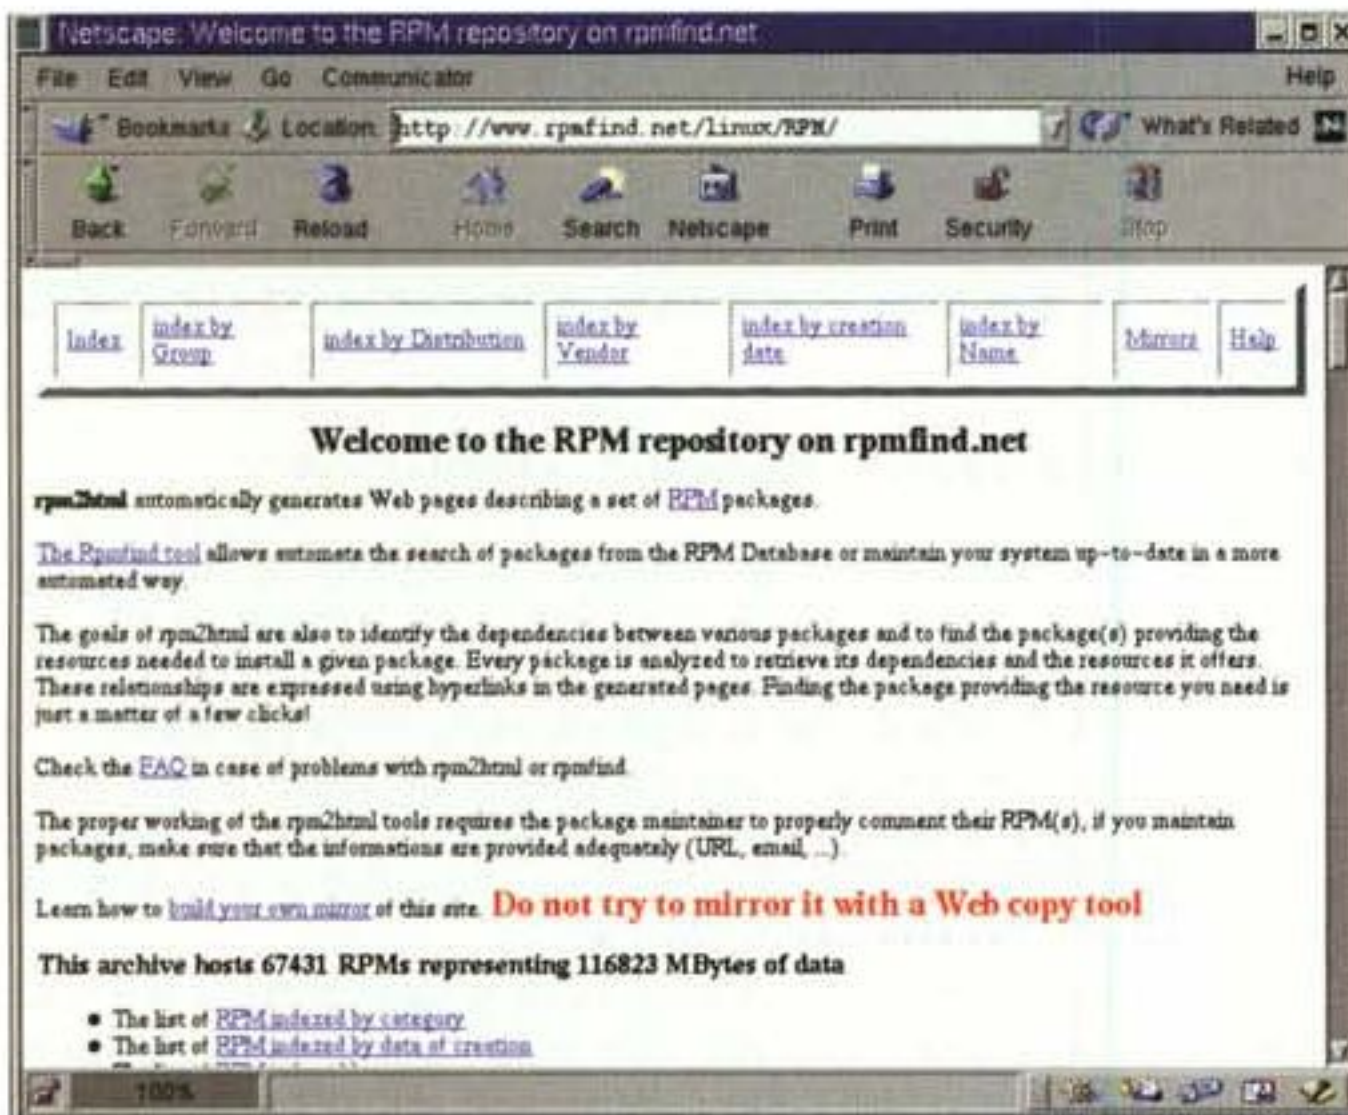 Netscape: Welcome to the RPM repository on rpmfind.net
File Edit View Go Communicator Help
Bookmarks Location: http://www.rpmfind.net/linux/RPM/ What's Related
Back Forward Reload Home Search Netscape Print Security Stop
Index
index by Group
index by Distribution
index by Vendor
index by creation date
index by Name
Mirrors
Help
Welcome to the RPM repository on rpmfind.net
rpm2html automatically generates Web pages describing a set of RPM packages.
The Rpmfind tool allows automate the search of packages from the RPM Database or maintain your system up-to-date in a more
automated way.
The goals of rpm2html are also to identify the dependencies between various packages and to find the package(s) providing the
resources needed to install a given package. Every package is analyzed to retrieve its dependencies and the resources it offers.
These relationships are expressed using hyperlinks in the generated pages. Finding the package providing the resource you need is
just a matter of a few clicks!
Check the FAQ in case of problems with rpm2html or rpmfind.
The proper working of the rpm2html tools requires the package maintainer to properly comment their RPM(s), if you maintain
packages, make sure that the informations are provided adequately (URL, email, ...).
Learn how to build your own mirror of this site. Do not try to mirror it with a Web copy tool
This archive hosts 67431 RPMs representing 116823 MBytes of data
• The list of RPM indexed by category
• The list of RPM indexed by data of creation
100%